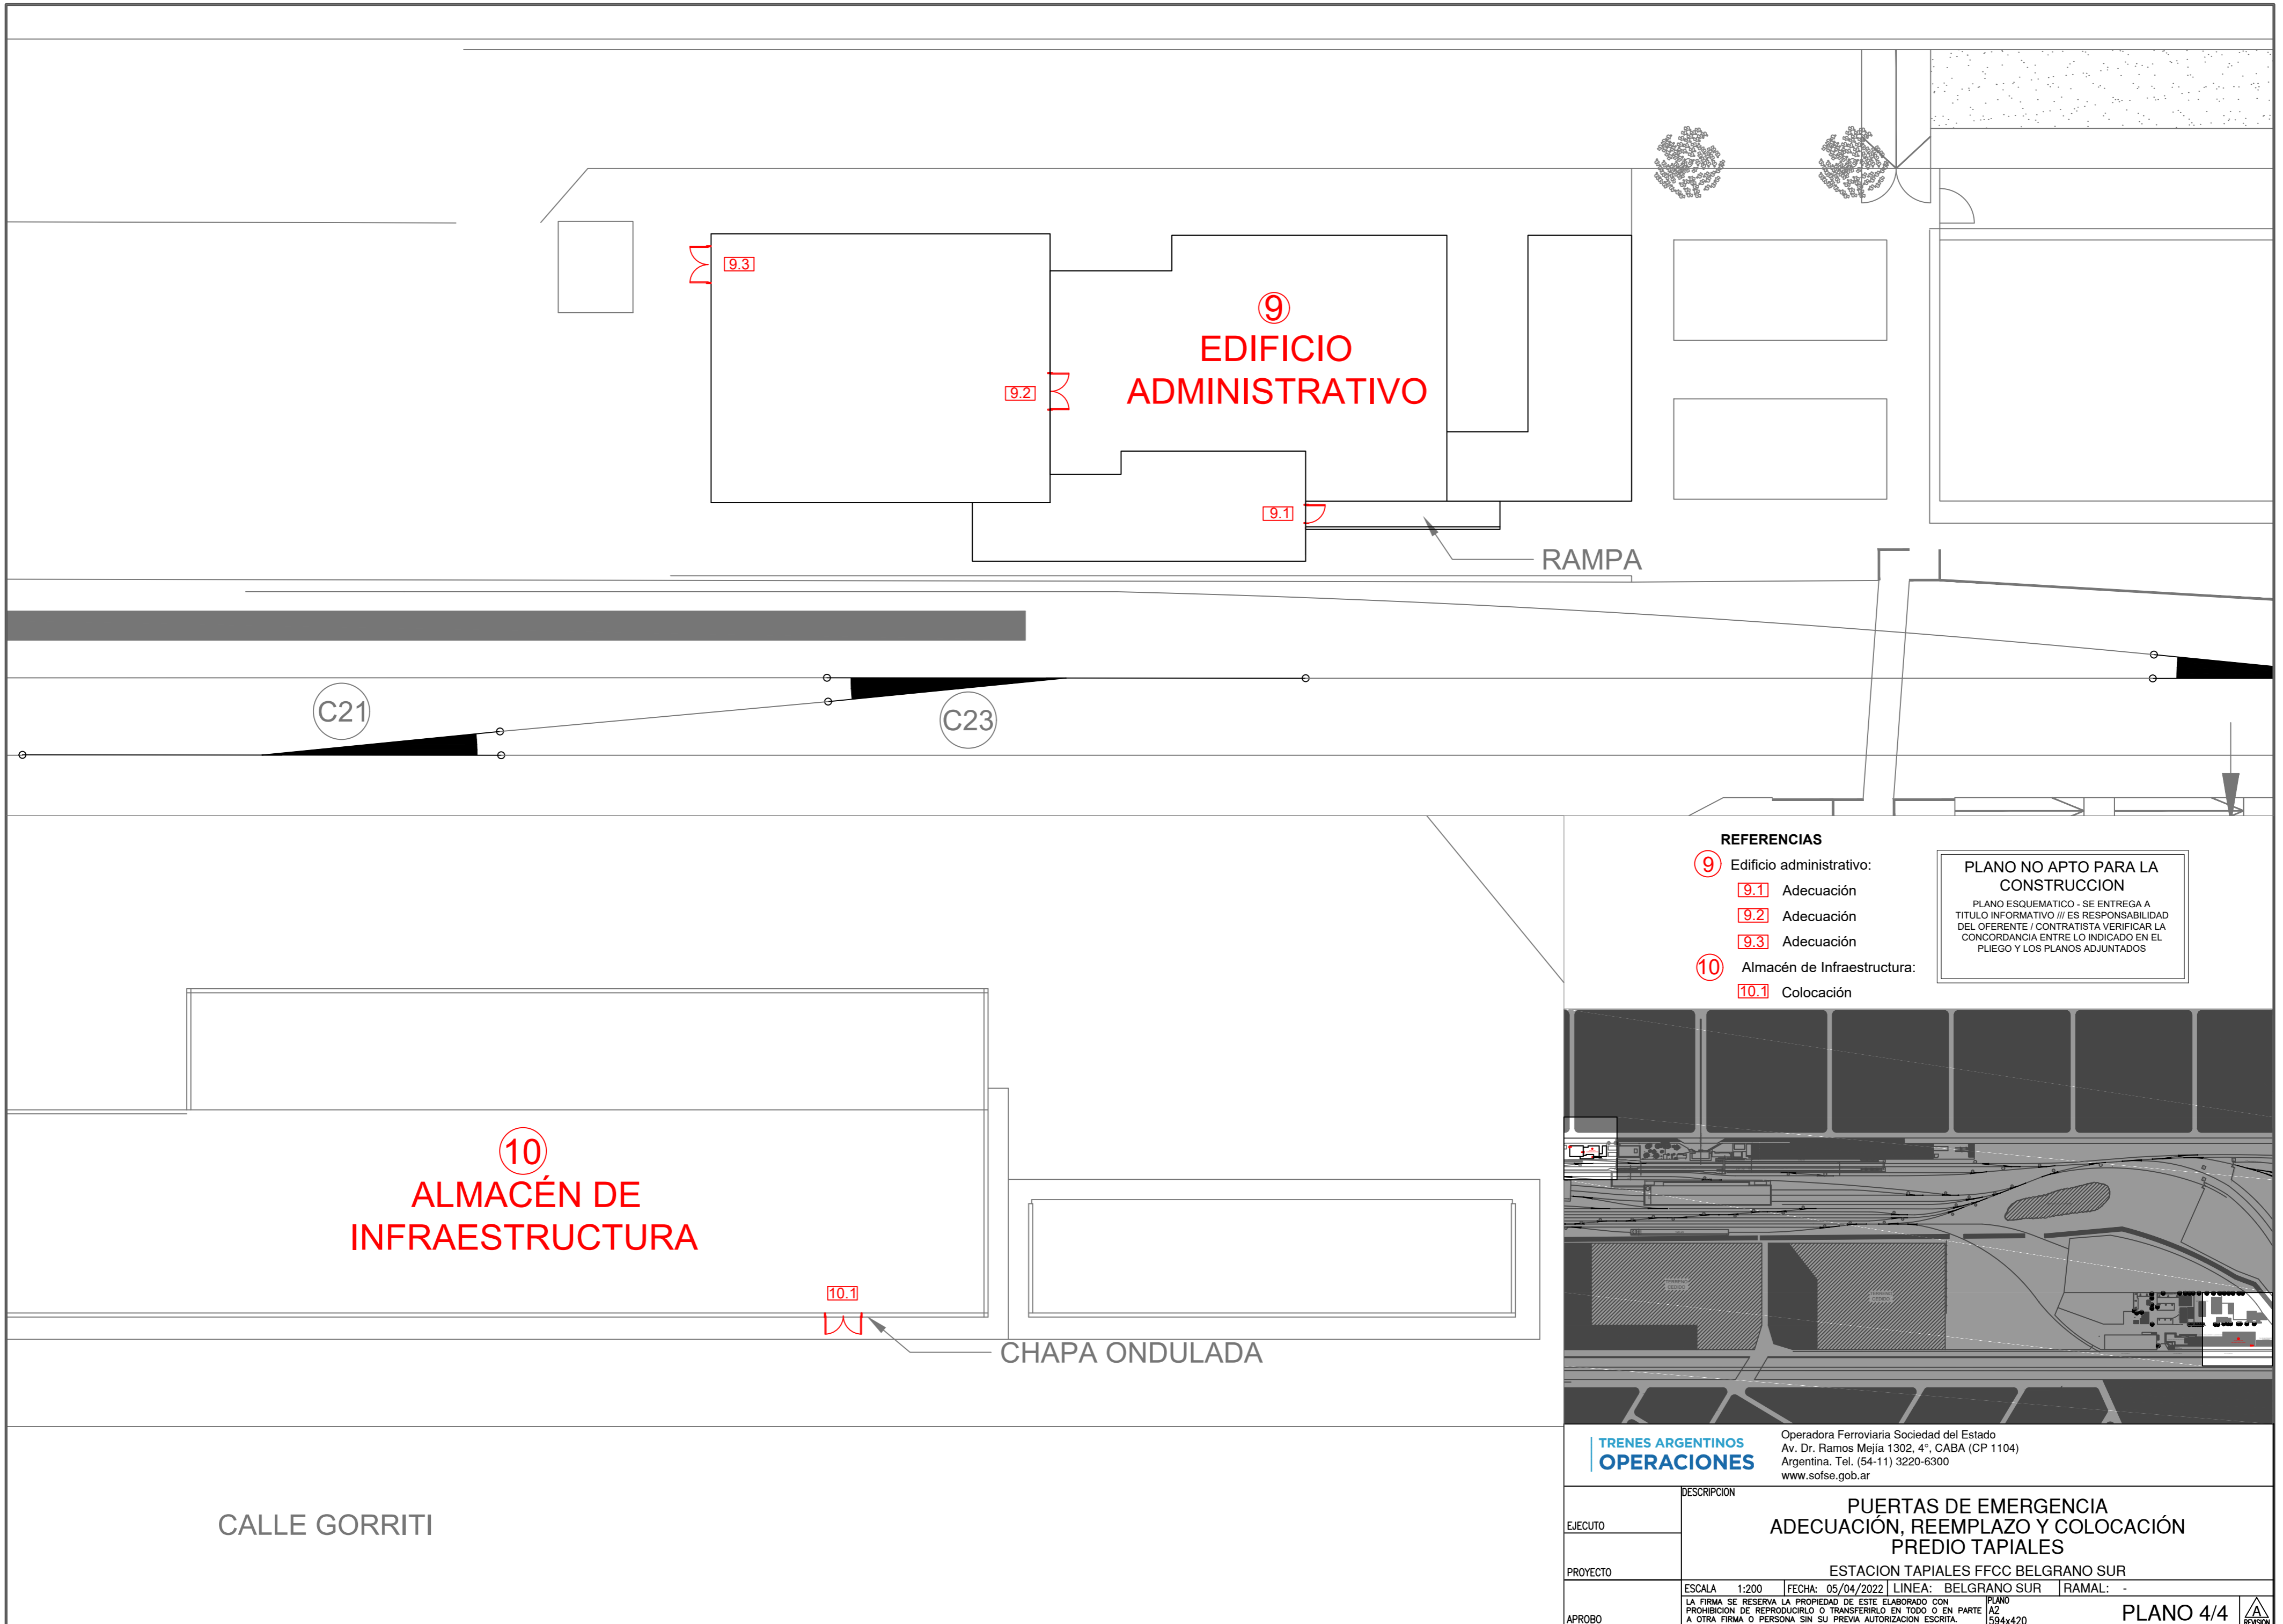 9.3
9
EDIFICIO
ADMINISTRATIVO
9.2
9.1
RAMPA
C21
C23
10
ALMACÉN DE
INFRAESTRUCTURA
10.1
CHAPA ONDULADA
CALLE GORRITI
REFERENCIAS
9 Edificio administrativo:
9.1 Adecuación
9.2 Adecuación
9.3 Adecuación
10 Almacén de Infraestructura:
10.1 Colocación
PLANO NO APTO PARA LA
CONSTRUCCION
PLANO ESQUEMATICO - SE ENTREGA A
TITULO INFORMATIVO /// ES RESPONSABILIDAD
DEL OFERENTE / CONTRATISTA VERIFICAR LA
CONCORDANCIA ENTRE LO INDICADO EN EL
PLIEGO Y LOS PLANOS ADJUNTADOS
TRENES ARGENTINOS
OPERACIONES
Operadora Ferroviaria Sociedad del Estado
Av. Dr. Ramos Mejía 1302, 4°, CABA (CP 1104)
Argentina. Tel. (54-11) 3220-6300
www.sofse.gob.ar
EJECUTO
PROYECTO
APROBO
DESCRIPCION
PUERTAS DE EMERGENCIA
ADECUACIÓN, REEMPLAZO Y COLOCACIÓN
PREDIO TAPIALES
ESTACION TAPIALES FFCC BELGRANO SUR
ESCALA 1:200 FECHA: 05/04/2022 LINEA: BELGRANO SUR RAMAL: -
LA FIRMA SE RESERVA LA PROPIEDAD DE ESTE ELABORADO CON
PROHIBICION DE REPRODUCIRLO O TRANSFERIRLO EN TODO O EN PARTE
A OTRA FIRMA O PERSONA SIN SU PREVIA AUTORIZACION ESCRITA.
PLANO
A2
594x420
PLANO 4/4
A
REVISION